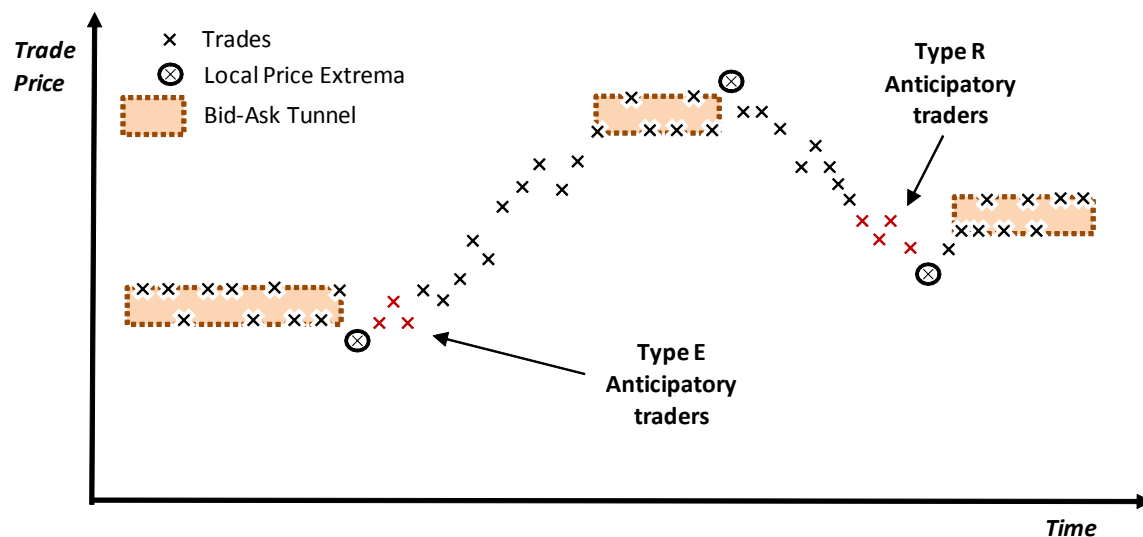 Trade
Price
Trades
Local Price Extrema
Bid-Ask Tunnel
Type R
Anticipatory
traders
Type E
Anticipatory
traders
Time